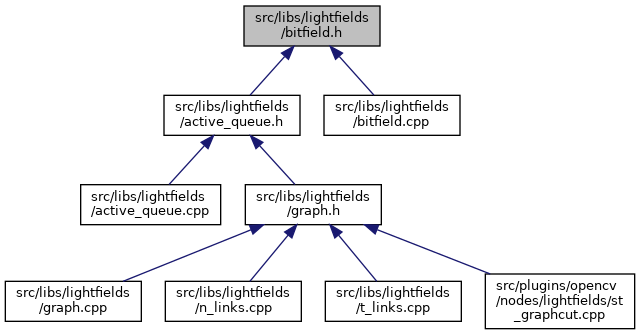 src/libs/lightfields
/bitfield.h
src/libs/lightfields
/active_queue.h
src/libs/lightfields
/bitfield.cpp
src/libs/lightfields
/active_queue.cpp
src/libs/lightfields
/graph.h
src/libs/lightfields
/graph.cpp
src/libs/lightfields
/n_links.cpp
src/libs/lightfields
/t_links.cpp
src/plugins/opencv
/nodes/lightfields/st
_graphcut.cpp